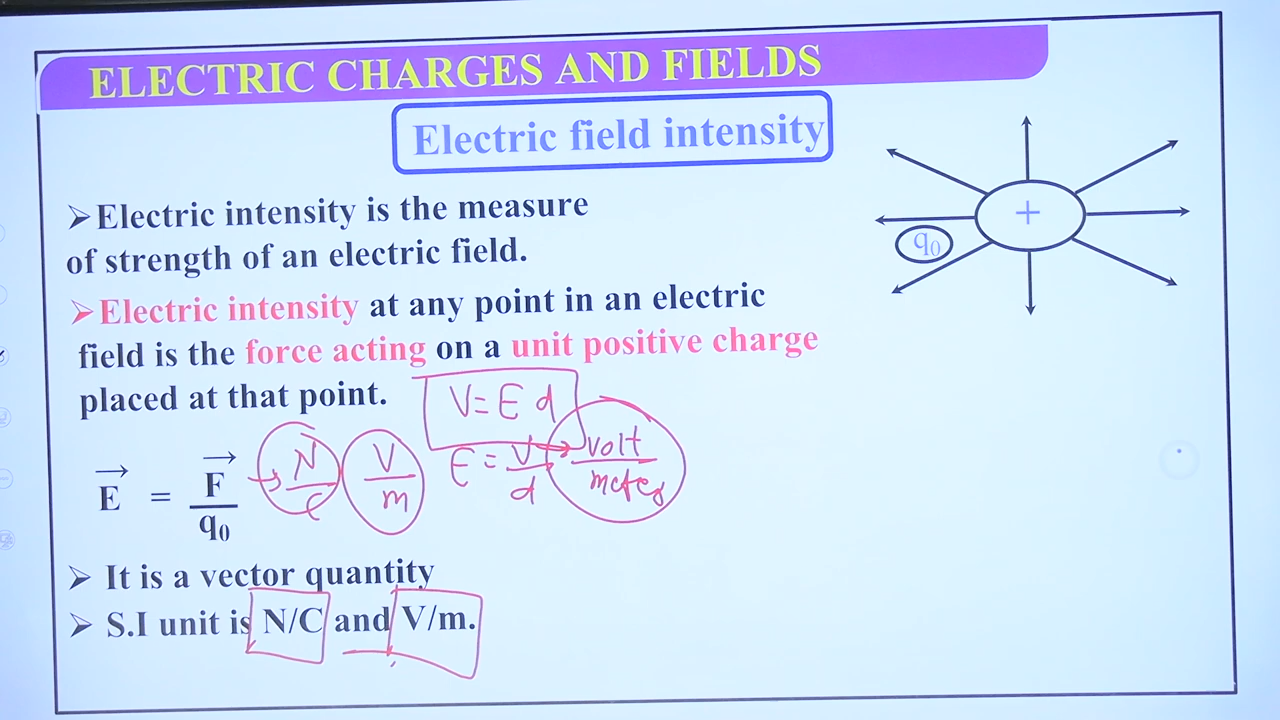 ELECTRIC CHARGES AND FIELDS
Electric field intensity
➢Electric intensity is the measure
of strength of an electric field.
➢Electric intensity at any point in an electric
field is the force acting on a unit positive charge
placed at that point.
V=Ed
E = F/q₀ → N/C V/m E = V/d → volt/meter
➢ It is a vector quantity
➢ S.I unit is N/C and V/m.
+
q₀